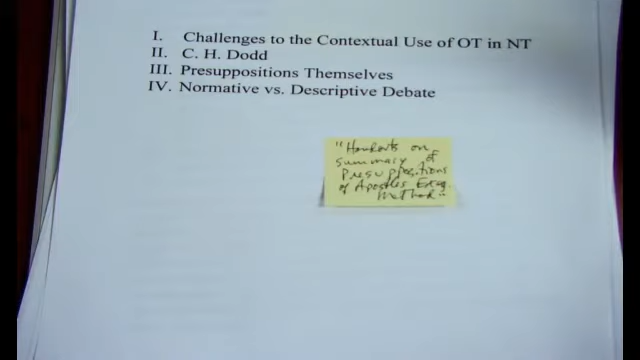 I. Challenges to the Contextual Use of OT in NT
II. C. H. Dodd
III. Presuppositions Themselves
IV. Normative vs. Descriptive Debate
"Handouts on
summary of
Presuppositions
of Apostles Exeg.
Method"